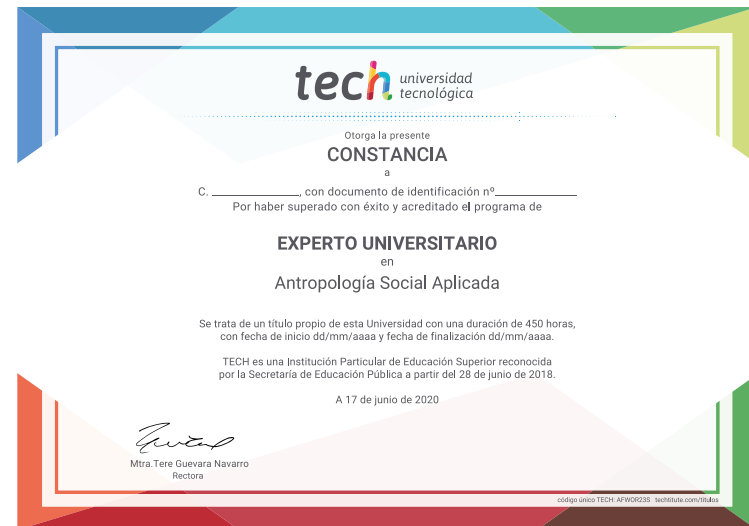 tech universidad
tecnológica
Otorga la presente
CONSTANCIA
a
C. ______________, con documento de identificación nº_____________
Por haber superado con éxito y acreditado el programa de
EXPERTO UNIVERSITARIO
en
Antropología Social Aplicada
Se trata de un título propio de esta Universidad con una duración de 450 horas,
con fecha de inicio dd/mm/aaaa y fecha de finalización dd/mm/aaaa.
TECH es una Institución Particular de Educación Superior reconocida
por la Secretaría de Educación Pública a partir del 28 de junio de 2018.
A 17 de junio de 2020
Mtra.Tere Guevara Navarro
Rectora
código único TECH: AFWOR23S techtitute.com/titulos